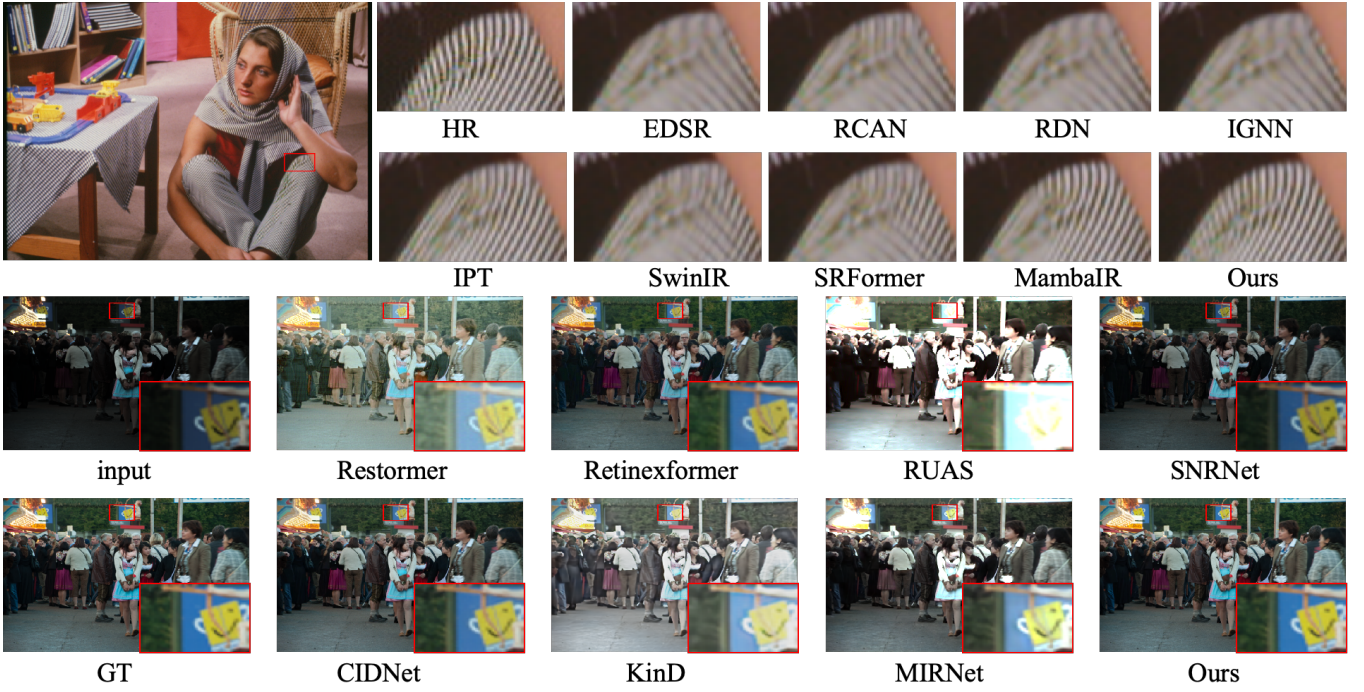 HR EDSR RCAN RDN IGNN
IPT SwinIR SRFormer MambaIR Ours
input Restormer Retinexformer RUAS SNRNet
GT CIDNet KinD MIRNet Ours